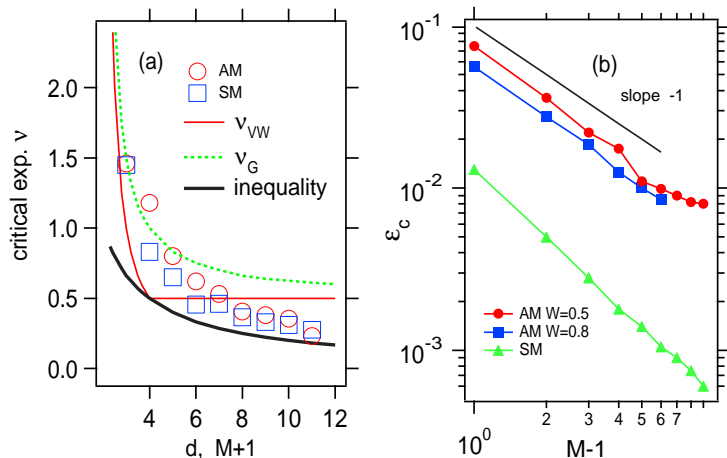 (a)
AM
SM
ν_VW
ν_G
inequality
critical exp. ν
2.0
1.5
1.0
0.5
0.0
4 6 8 10 12
d, M+1
(b)
slope -1
ε_c
10^-1
10^-2
10^-3
AM W=0.5
AM W=0.8
SM
10^0
2 3 4 5 6 7
M-1